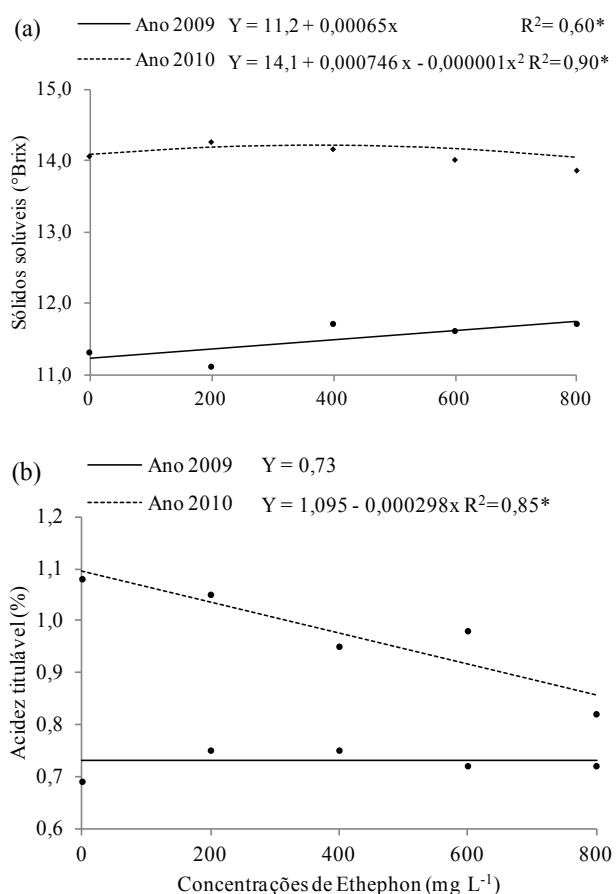 (a)
Ano 2009 Y = 11,2 + 0,00065x R²= 0,60*
Ano 2010 Y = 14,1 + 0,000746 x - 0,000001x² R²= 0,90*
Sólidos solúveis (°Brix)
15,0
14,0
13,0
12,0
11,0
0 200 400 600 800
(b)
Ano 2009 Y = 0,73
Ano 2010 Y = 1,095 - 0,000298x R²=0,85*
Acidez titulável (%)
1,2
1,1
1,0
0,9
0,8
0,7
0,6
0 200 400 600 800
Concentrações de Ethephon (mg L⁻¹)